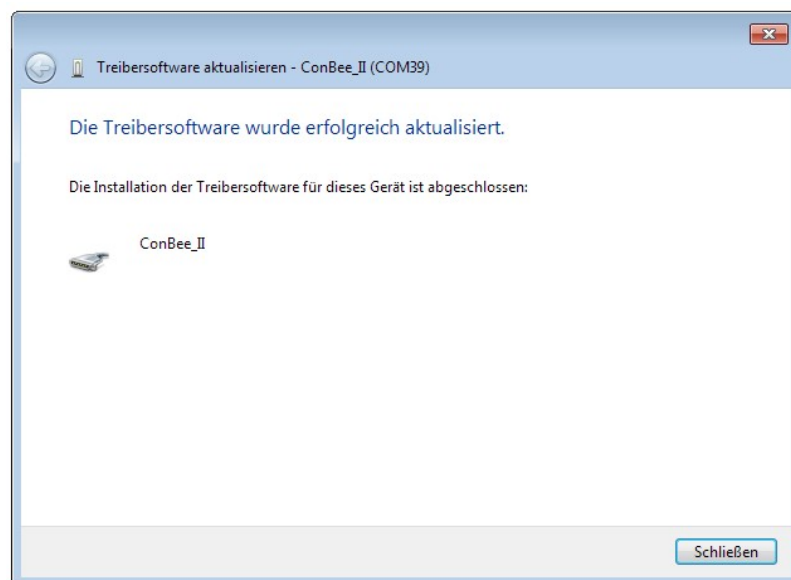 Treibersoftware aktualisieren - ConBee_II (COM39)
Die Treibersoftware wurde erfolgreich aktualisiert.
Die Installation der Treibersoftware für dieses Gerät ist abgeschlossen:
ConBee_II
Schließen